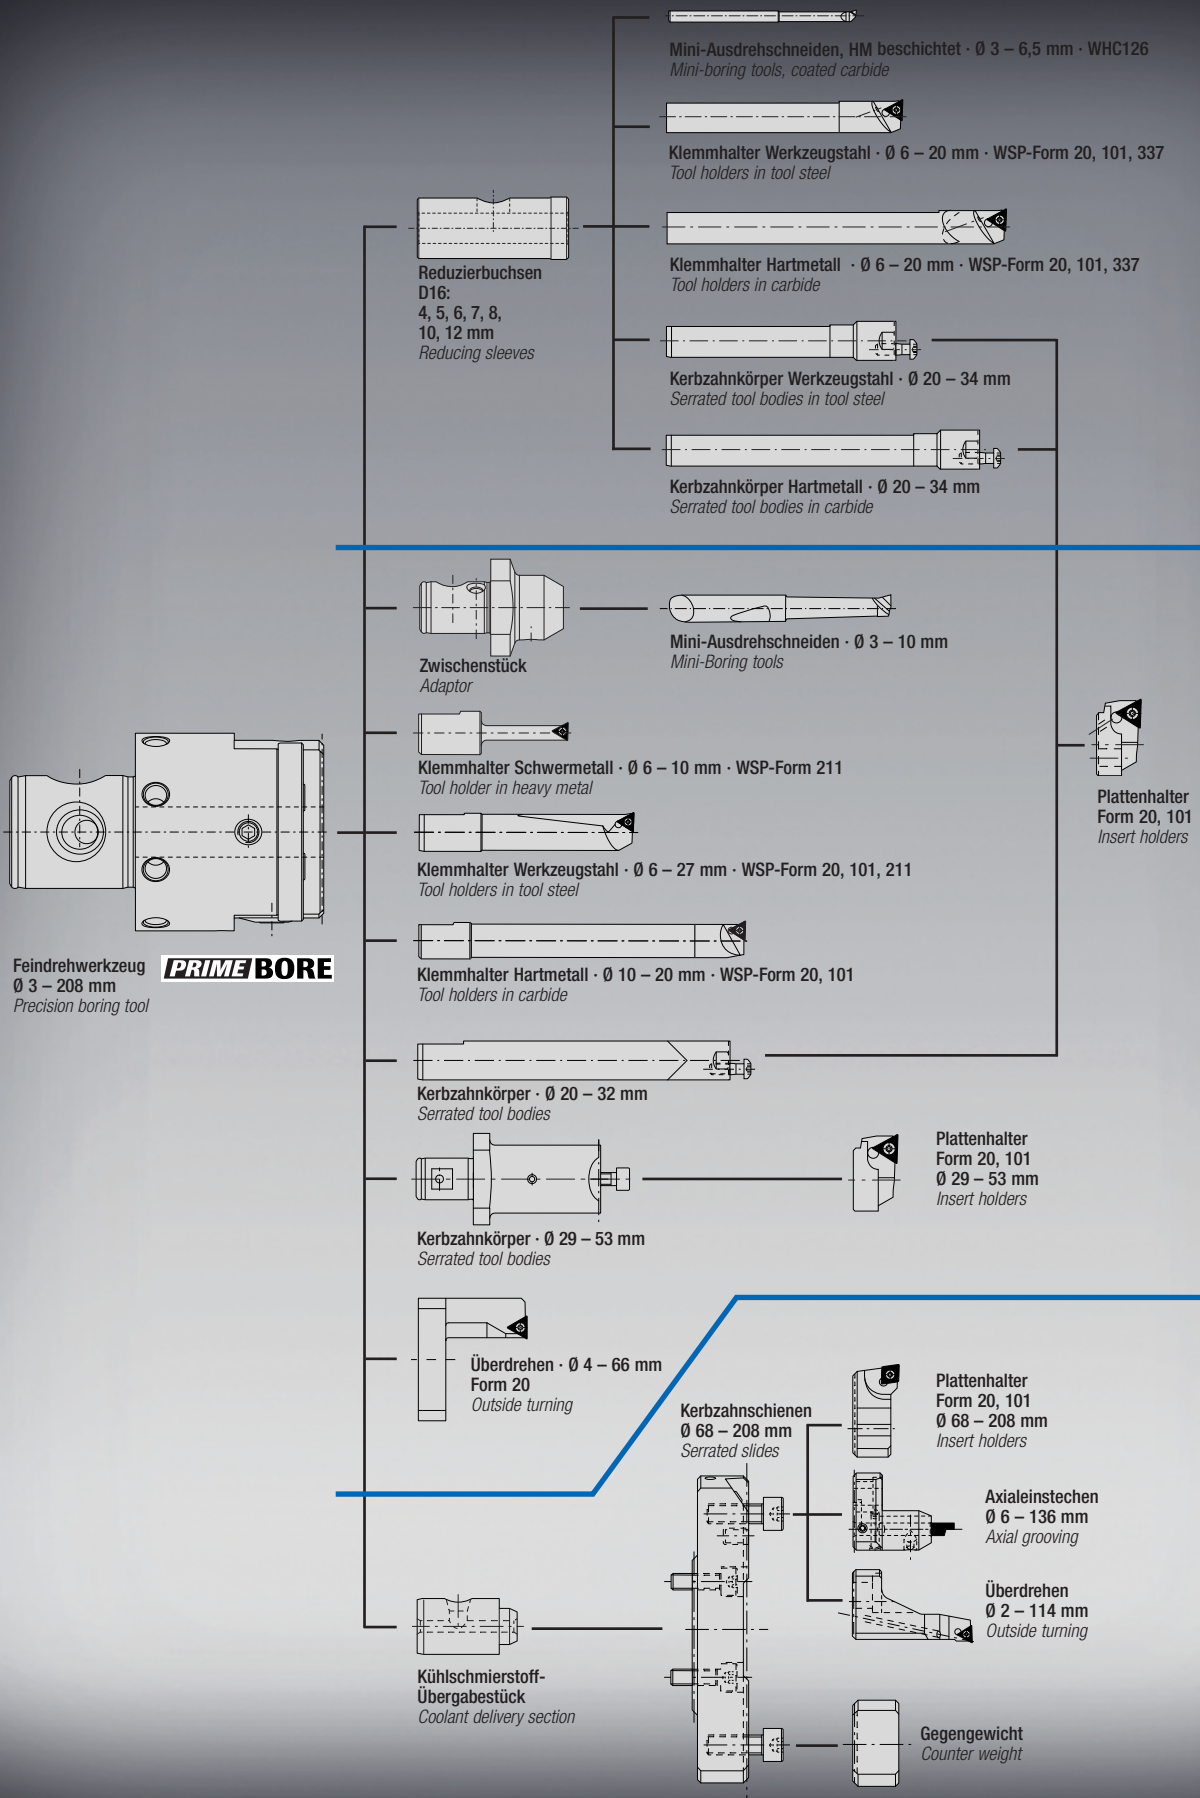 Mini-Ausdrehschneiden, HM beschichtet · Ø 3 – 6,5 mm · WHC126
Mini-boring tools, coated carbide
Klemmhalter Werkzeugstahl · Ø 6 – 20 mm · WSP-Form 20, 101, 337
Tool holders in tool steel
Reduzierbuchsen
D16:
4, 5, 6, 7, 8,
10, 12 mm
Reducing sleeves
Klemmhalter Hartmetall · Ø 6 – 20 mm · WSP-Form 20, 101, 337
Tool holders in carbide
Kerbzahnkörper Werkzeugstahl · Ø 20 – 34 mm
Serrated tool bodies in tool steel
Kerbzahnkörper Hartmetall · Ø 20 – 34 mm
Serrated tool bodies in carbide
Zwischenstück
Adaptor
Mini-Ausdrehschneiden · Ø 3 – 10 mm
Mini-Boring tools
Klemmhalter Schwermetall · Ø 6 – 10 mm · WSP-Form 211
Tool holder in heavy metal
Plattenhalter
Form 20, 101
Insert holders
Klemmhalter Werkzeugstahl · Ø 6 – 27 mm · WSP-Form 20, 101, 211
Tool holders in tool steel
Feindrehwerkzeug
Ø 3 – 208 mm
Precision boring tool
PRIMEBORE
Klemmhalter Hartmetall · Ø 10 – 20 mm · WSP-Form 20, 101
Tool holders in carbide
Kerbzahnkörper · Ø 20 – 32 mm
Serrated tool bodies
Kerbzahnkörper · Ø 29 – 53 mm
Serrated tool bodies
Plattenhalter
Form 20, 101
Ø 29 – 53 mm
Insert holders
Überdrehen · Ø 4 – 66 mm
Form 20
Outside turning
Kerbzahnschienen
Ø 68 – 208 mm
Serrated slides
Plattenhalter
Form 20, 101
Ø 68 – 208 mm
Insert holders
Axialeinstechen
Ø 6 – 136 mm
Axial grooving
Überdrehen
Ø 2 – 114 mm
Outside turning
Kühlschmierstoff-
Übergabestück
Coolant delivery section
Gegengewicht
Counter weight